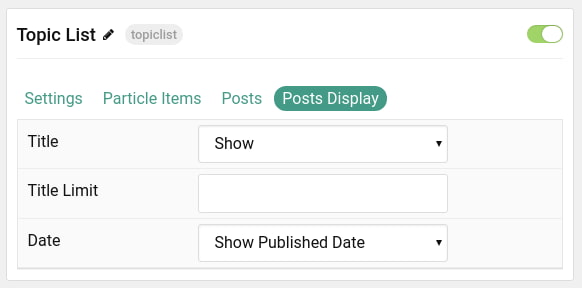 Topic List topiclist
Settings Particle Items Posts Posts Display
Title Show
Title Limit
Date Show Published Date